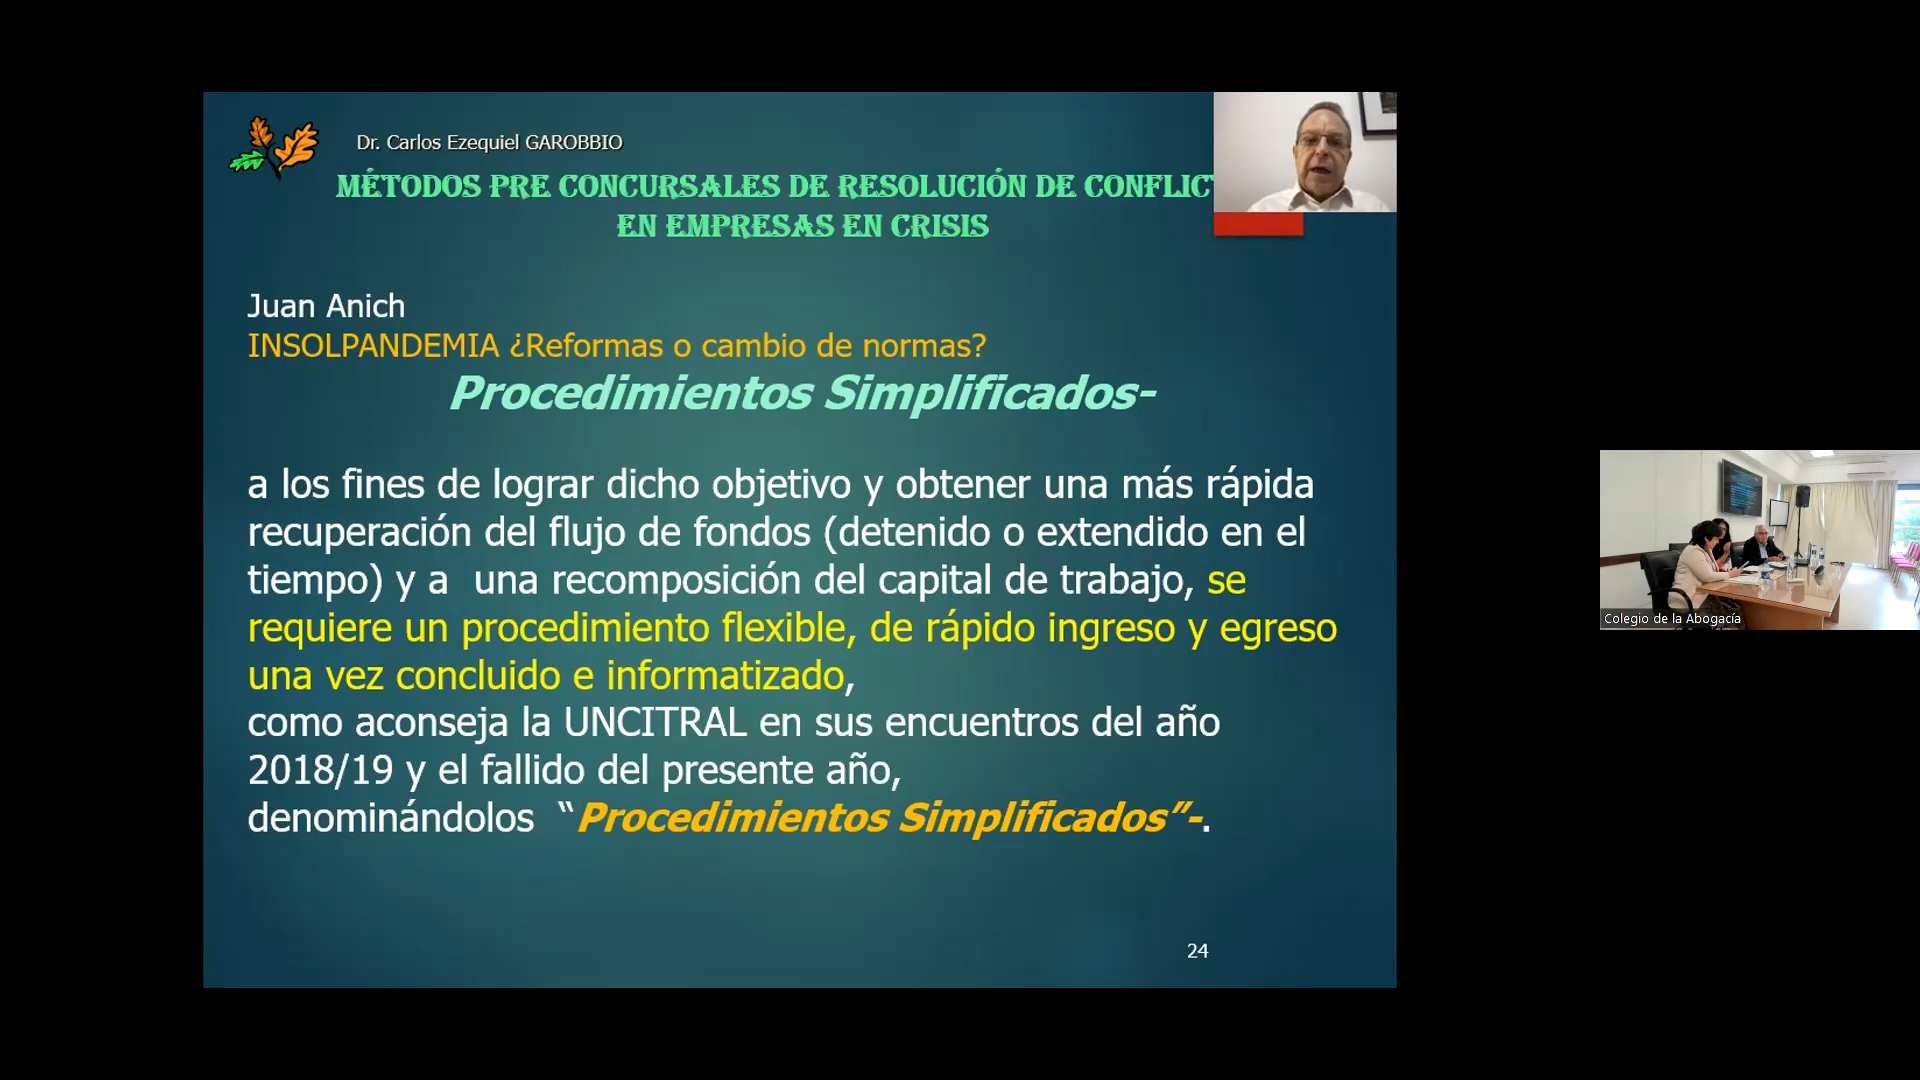 Dr. Carlos Ezequiel GAROBBIO
MÉTODOS PRE CONCURSALES DE RESOLUCIÓN DE CONFLIC
EN EMPRESAS EN CRISIS
Juan Anich
INSOLPANDEMIA ¿Reformas o cambio de normas?
Procedimientos Simplificados-
a los fines de lograr dicho objetivo y obtener una más rápida
recuperación del flujo de fondos (detenido o extendido en el
tiempo) y a una recomposición del capital de trabajo, se
requiere un procedimiento flexible, de rápido ingreso y egreso
una vez concluido e informatizado,
como aconseja la UNCITRAL en sus encuentros del año
2018/19 y el fallido del presente año,
denominándolos “Procedimientos Simplificados”-.
24
Colegio de la Abogacía